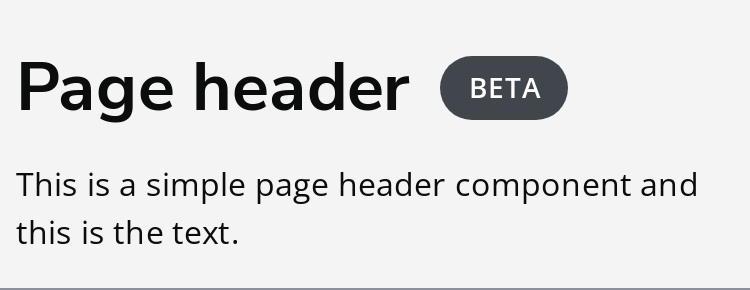 Page header BETA
This is a simple page header component and
this is the text.